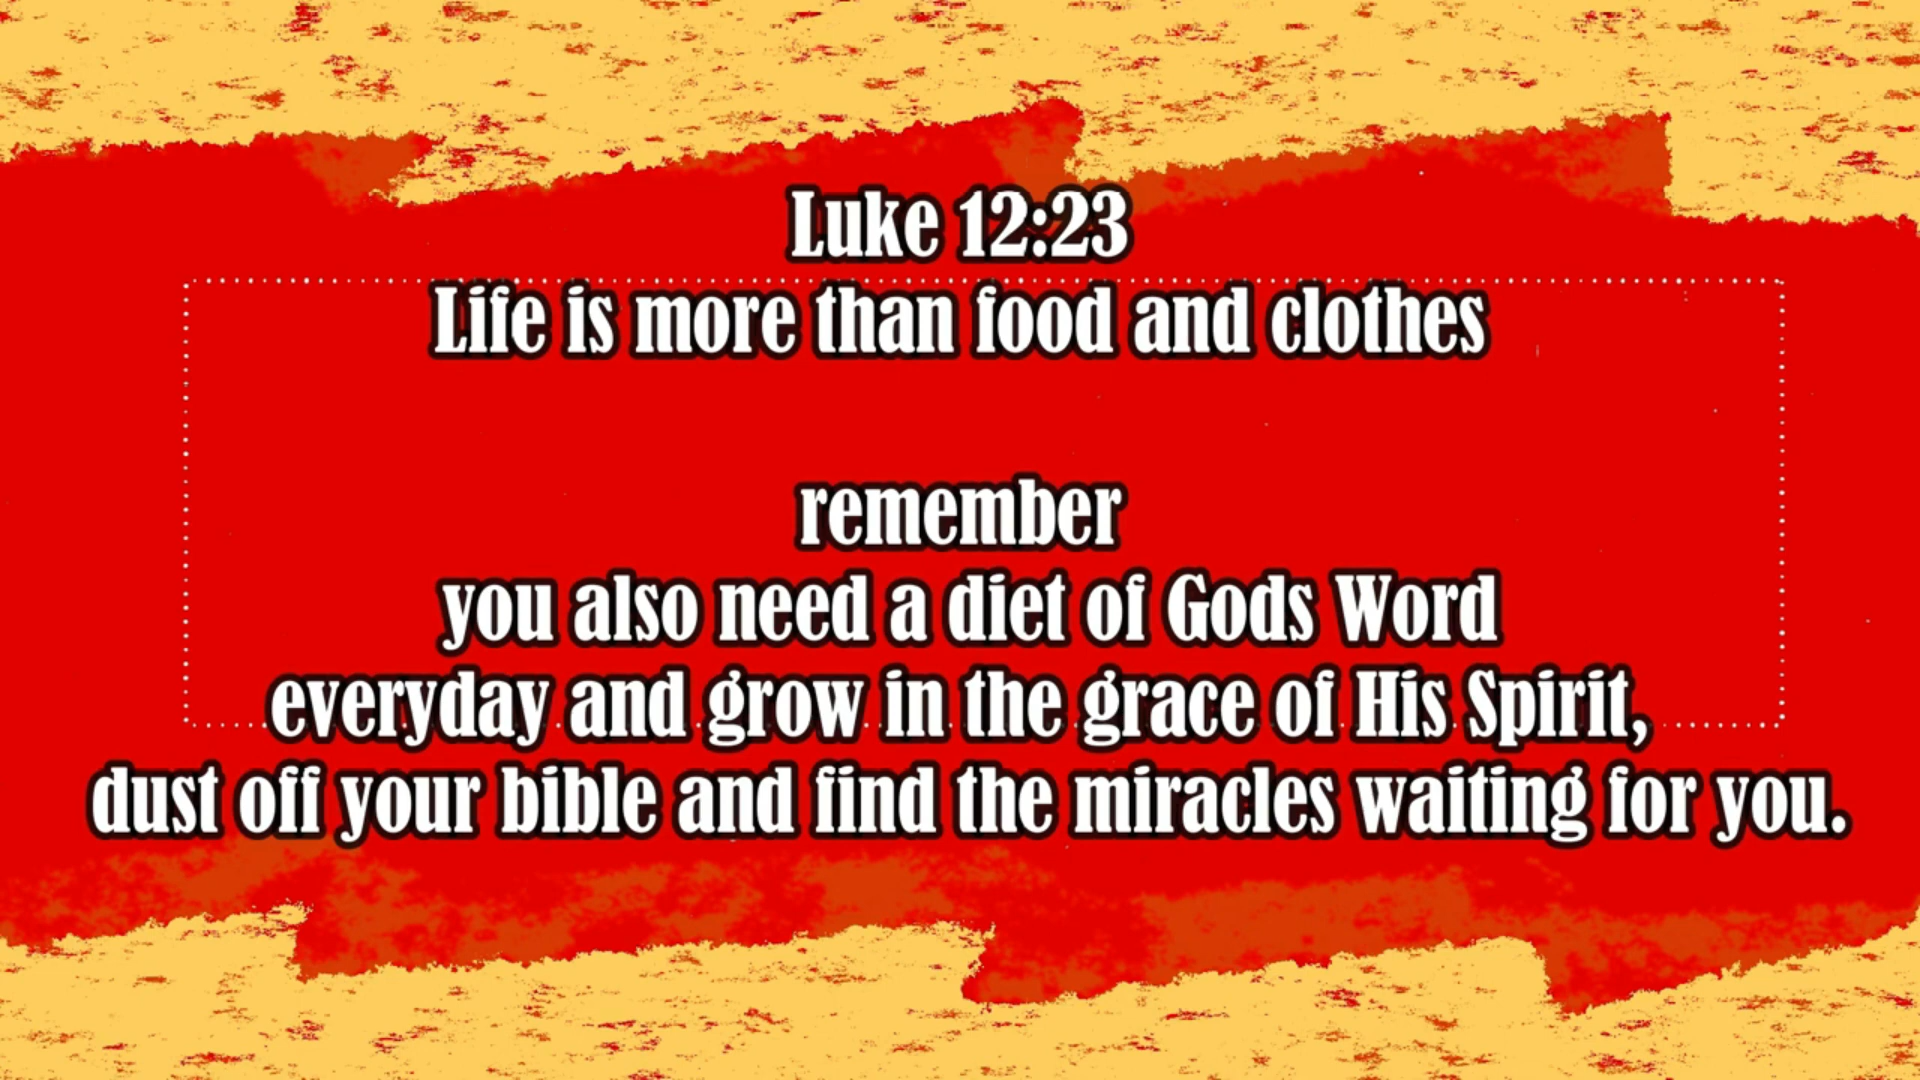 Luke 12:23
Life is more than food and clothes
remember
you also need a diet of Gods Word
everyday and grow in the grace of His Spirit,
dust off your bible and find the miracles waiting for you.